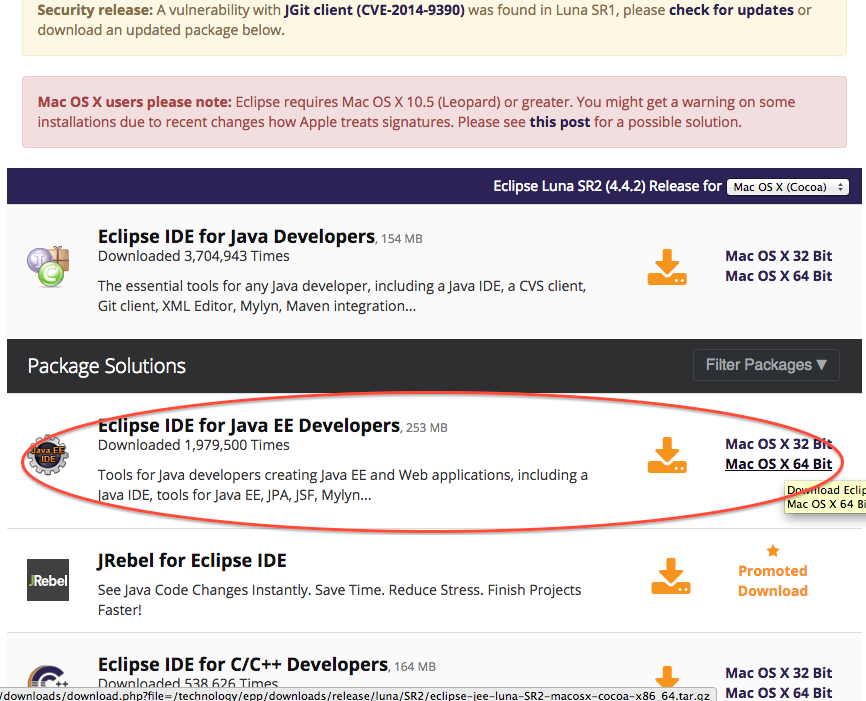 Security release: A vulnerability with JGit client (CVE-2014-9390) was found in Luna SR1, please check for updates or
download an updated package below.
Mac OS X users please note: Eclipse requires Mac OS X 10.5 (Leopard) or greater. You might get a warning on some
installations due to recent changes how Apple treats signatures. Please see this post for a possible solution.
Eclipse Luna SR2 (4.4.2) Release for Mac OS X (Cocoa)
Eclipse IDE for Java Developers, 154 MB
Downloaded 3,704,943 Times
The essential tools for any Java developer, including a Java IDE, a CVS client,
Git client, XML Editor, Mylyn, Maven integration...
Mac OS X 32 Bit
Mac OS X 64 Bit
Package Solutions
Filter Packages ▼
Java EE
IDE
Eclipse IDE for Java EE Developers, 253 MB
Downloaded 1,979,500 Times
Tools for Java developers creating Java EE and Web applications, including a
Java IDE, tools for Java EE, JPA, JSF, Mylyn...
Mac OS X 32 Bit
Mac OS X 64 Bit
Download Eclip
Mac OS X 64 Bi
JRebel
JRebel for Eclipse IDE
See Java Code Changes Instantly. Save Time. Reduce Stress. Finish Projects
Faster!
Promoted
Download
Eclipse IDE for C/C++ Developers, 164 MB
Downloaded 538,626 Times
Mac OS X 32 Bit
Mac OS X 64 Bit
/downloads/download.php?file=/technology/epp/downloads/release/luna/SR2/eclipse-jee-luna-SR2-macosx-cocoa-x86_64.tar.gz